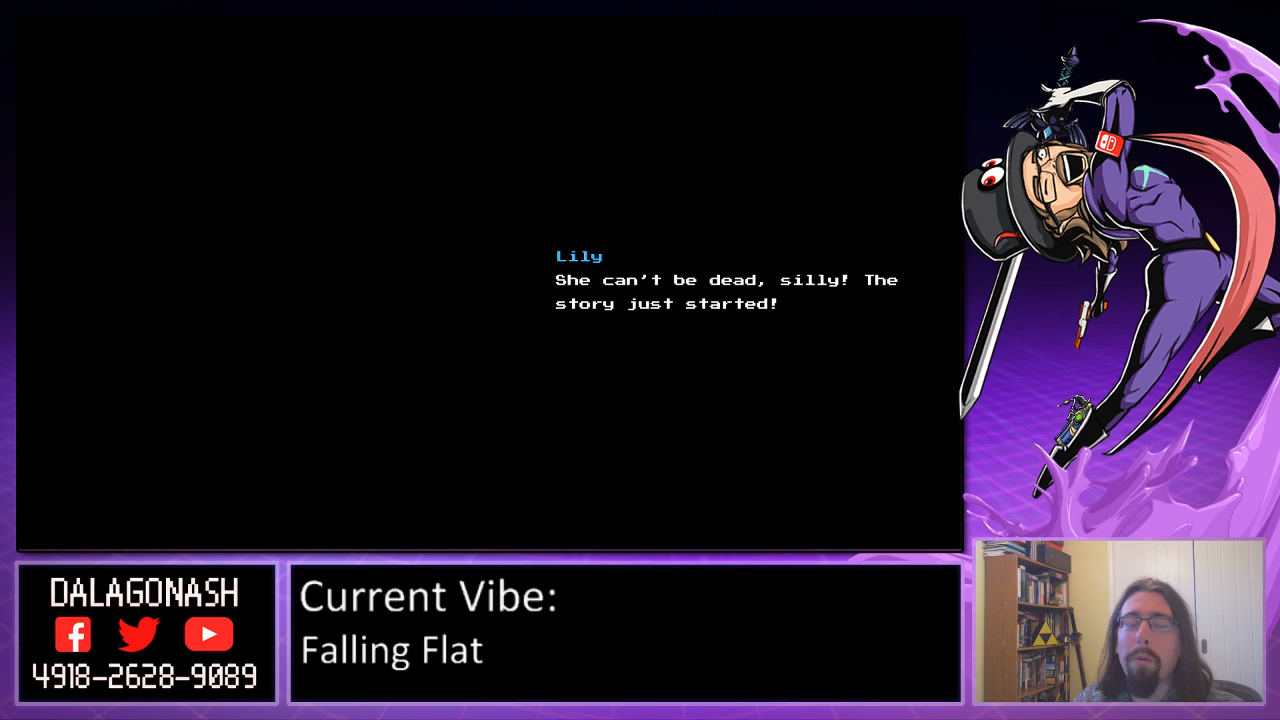 Lily
She can't be dead, silly! The
story just started!
DALAGONASH
4918-2628-9089
Current Vibe:
Falling Flat